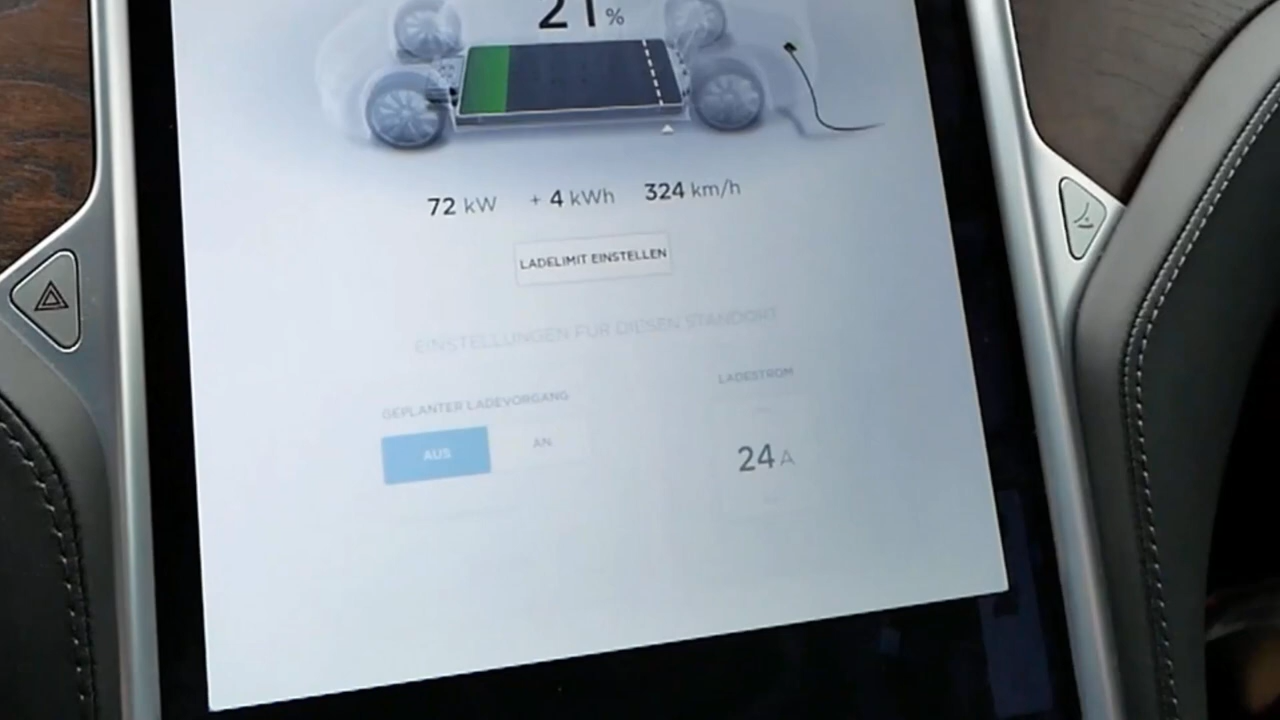 21%
72 kW + 4 kWh 324 km/h
LADELIMIT EINSTELLEN
EINSTELLUNGEN FÜR DIESEN STANDORT
GEPLANTER LADEVORGANG
LADESTROM
AUS AN
24 A